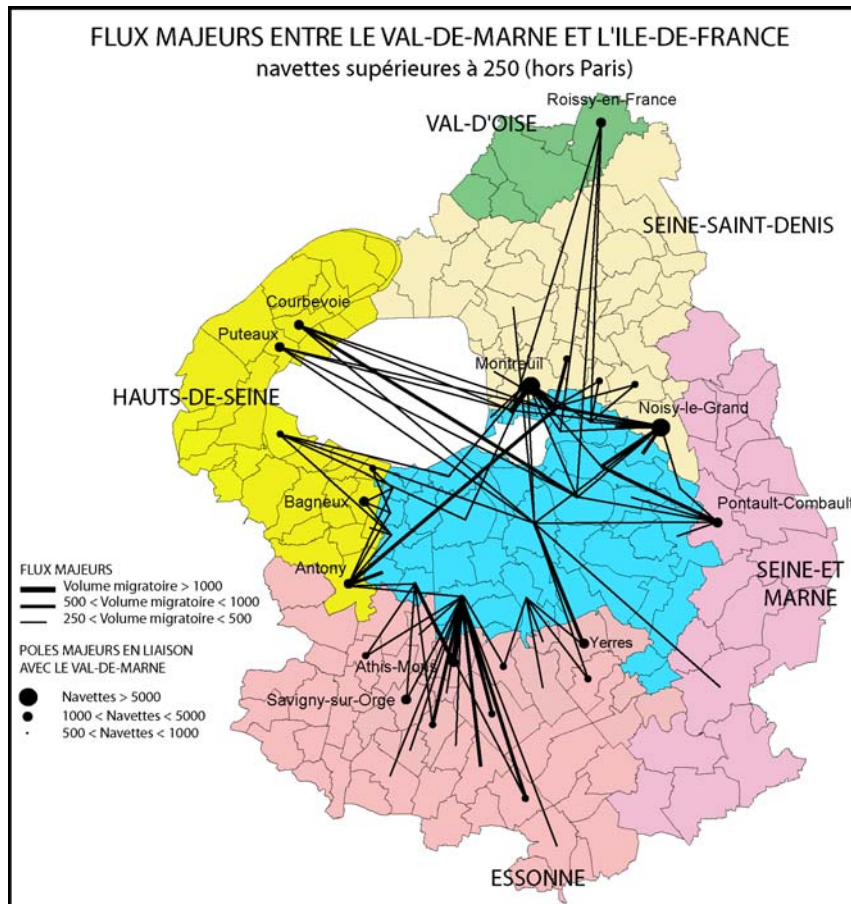 FLUX MAJEURS ENTRE LE VAL-DE-MARNE ET L'ILE-DE-FRANCE
navettes supérieures à 250 (hors Paris)
Roissy-en-France
VAL-D'OISE
SEINE-SAINT-DENIS
Courbevoie
Puteaux
Montreuil
HAUTS-DE-SEINE
Noisy-le-Grand
Bagneux
Pontault-Combault
Antony
SEINE-ET
MARNE
FLUX MAJEURS
Volume migratoire > 1000
500 < Volume migratoire < 1000
250 < Volume migratoire < 500
POLES MAJEURS EN LIAISON
AVEC LE VAL-DE-MARNE
Navettes > 5000
1000 < Navettes < 5000
500 < Navettes < 1000
Yerres
Athis-Mons
Savigny-sur-Orge
ESSONNE